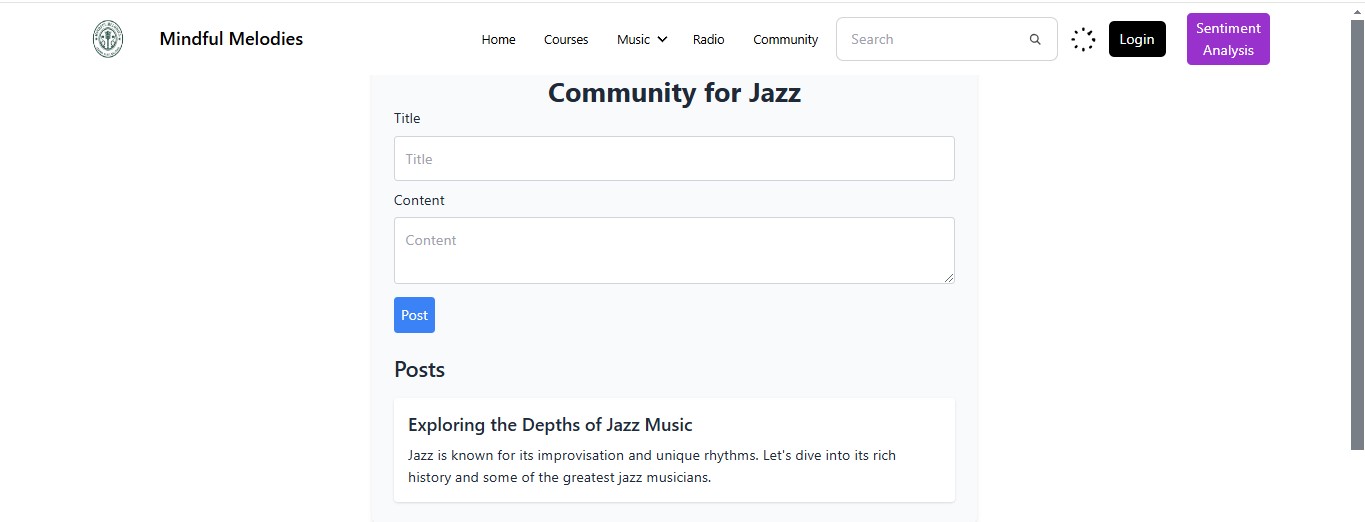 Mindful Melodies
Home
Courses
Music
Radio
Community
Search
Login
Sentiment
Analysis
Community for Jazz
Title
Title
Content
Content
Post
Posts
Exploring the Depths of Jazz Music
Jazz is known for its improvisation and unique rhythms. Let's dive into its rich
history and some of the greatest jazz musicians.